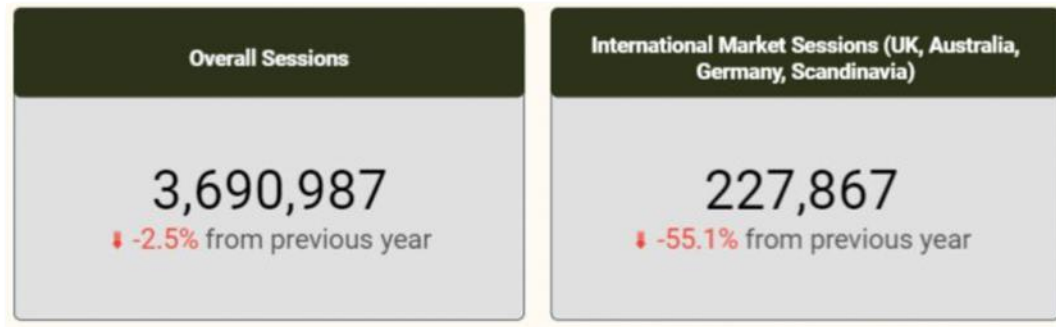 Overall Sessions
3,690,987
-2.5% from previous year
International Market Sessions (UK, Australia,
Germany, Scandinavia)
227,867
-55.1% from previous year